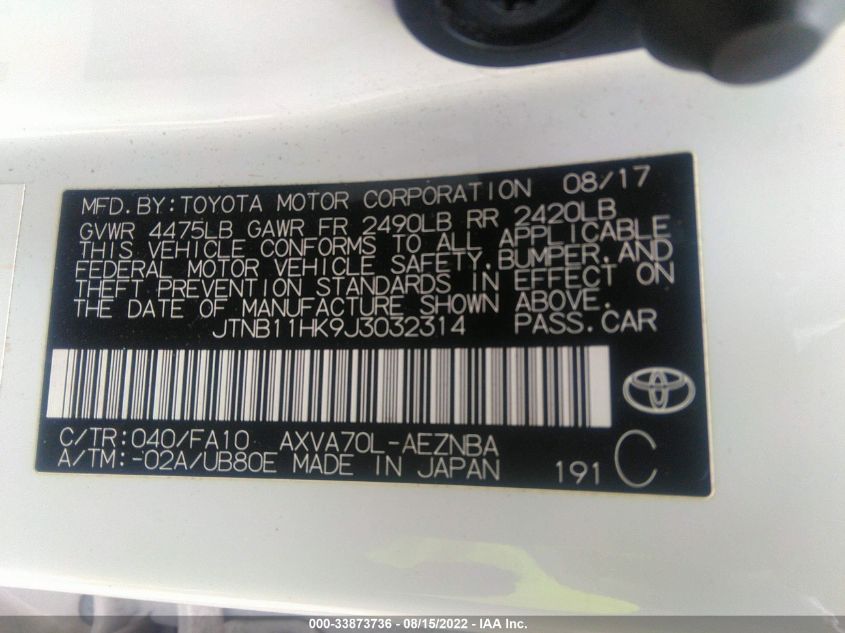 MFD. BY: TOYOTA MOTOR CORPORATION 08/17
GVWR 4475LB GAWR FR 2490LB RR 2420LB
THIS VEHICLE CONFORMS TO ALL APPLICABLE
FEDERAL MOTOR VEHICLE SAFETY, BUMPER, AND
THEFT PREVENTION STANDARDS IN EFFECT ON
THE DATE OF MANUFACTURE SHOWN ABOVE.
JTNB11HK9J3032314 PASS. CAR
C/TR: 040/FA10 AXVA70L-AEZNBA
A/TM: -02A/UB80E MADE IN JAPAN 191 C
000-33873736 - 08/15/2022 - IAA Inc.